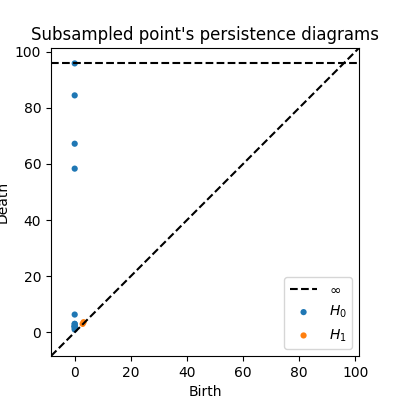 Subsampled point's persistence diagrams
100
80
60
40
20
0
Death
0 20 40 60 80 100
Birth
∞
H₀
H₁